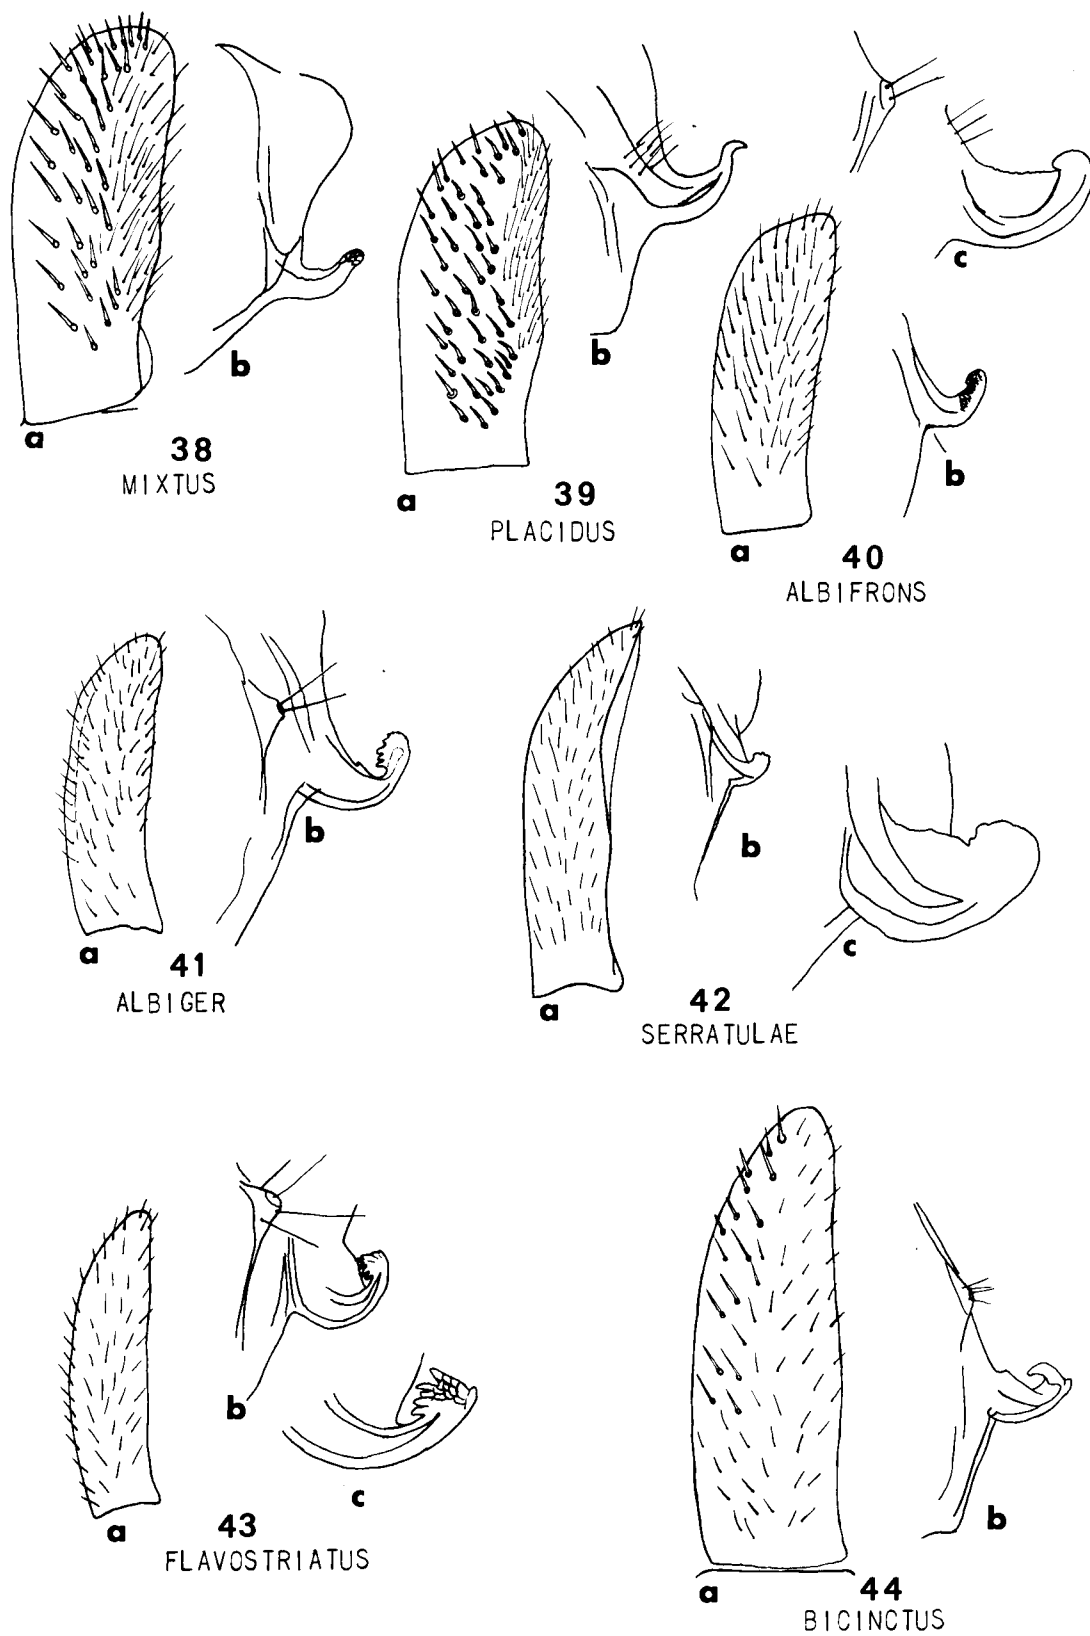 a
b
38
MIXTUS
a
b
39
PLACIDUS
c
a
b
40
ALBIFRONS
a
b
41
ALBIGER
a
b
c
42
SERRATULAE
a
b
c
43
FLAVOSTRIATUS
a
b
44
BICINCTUS